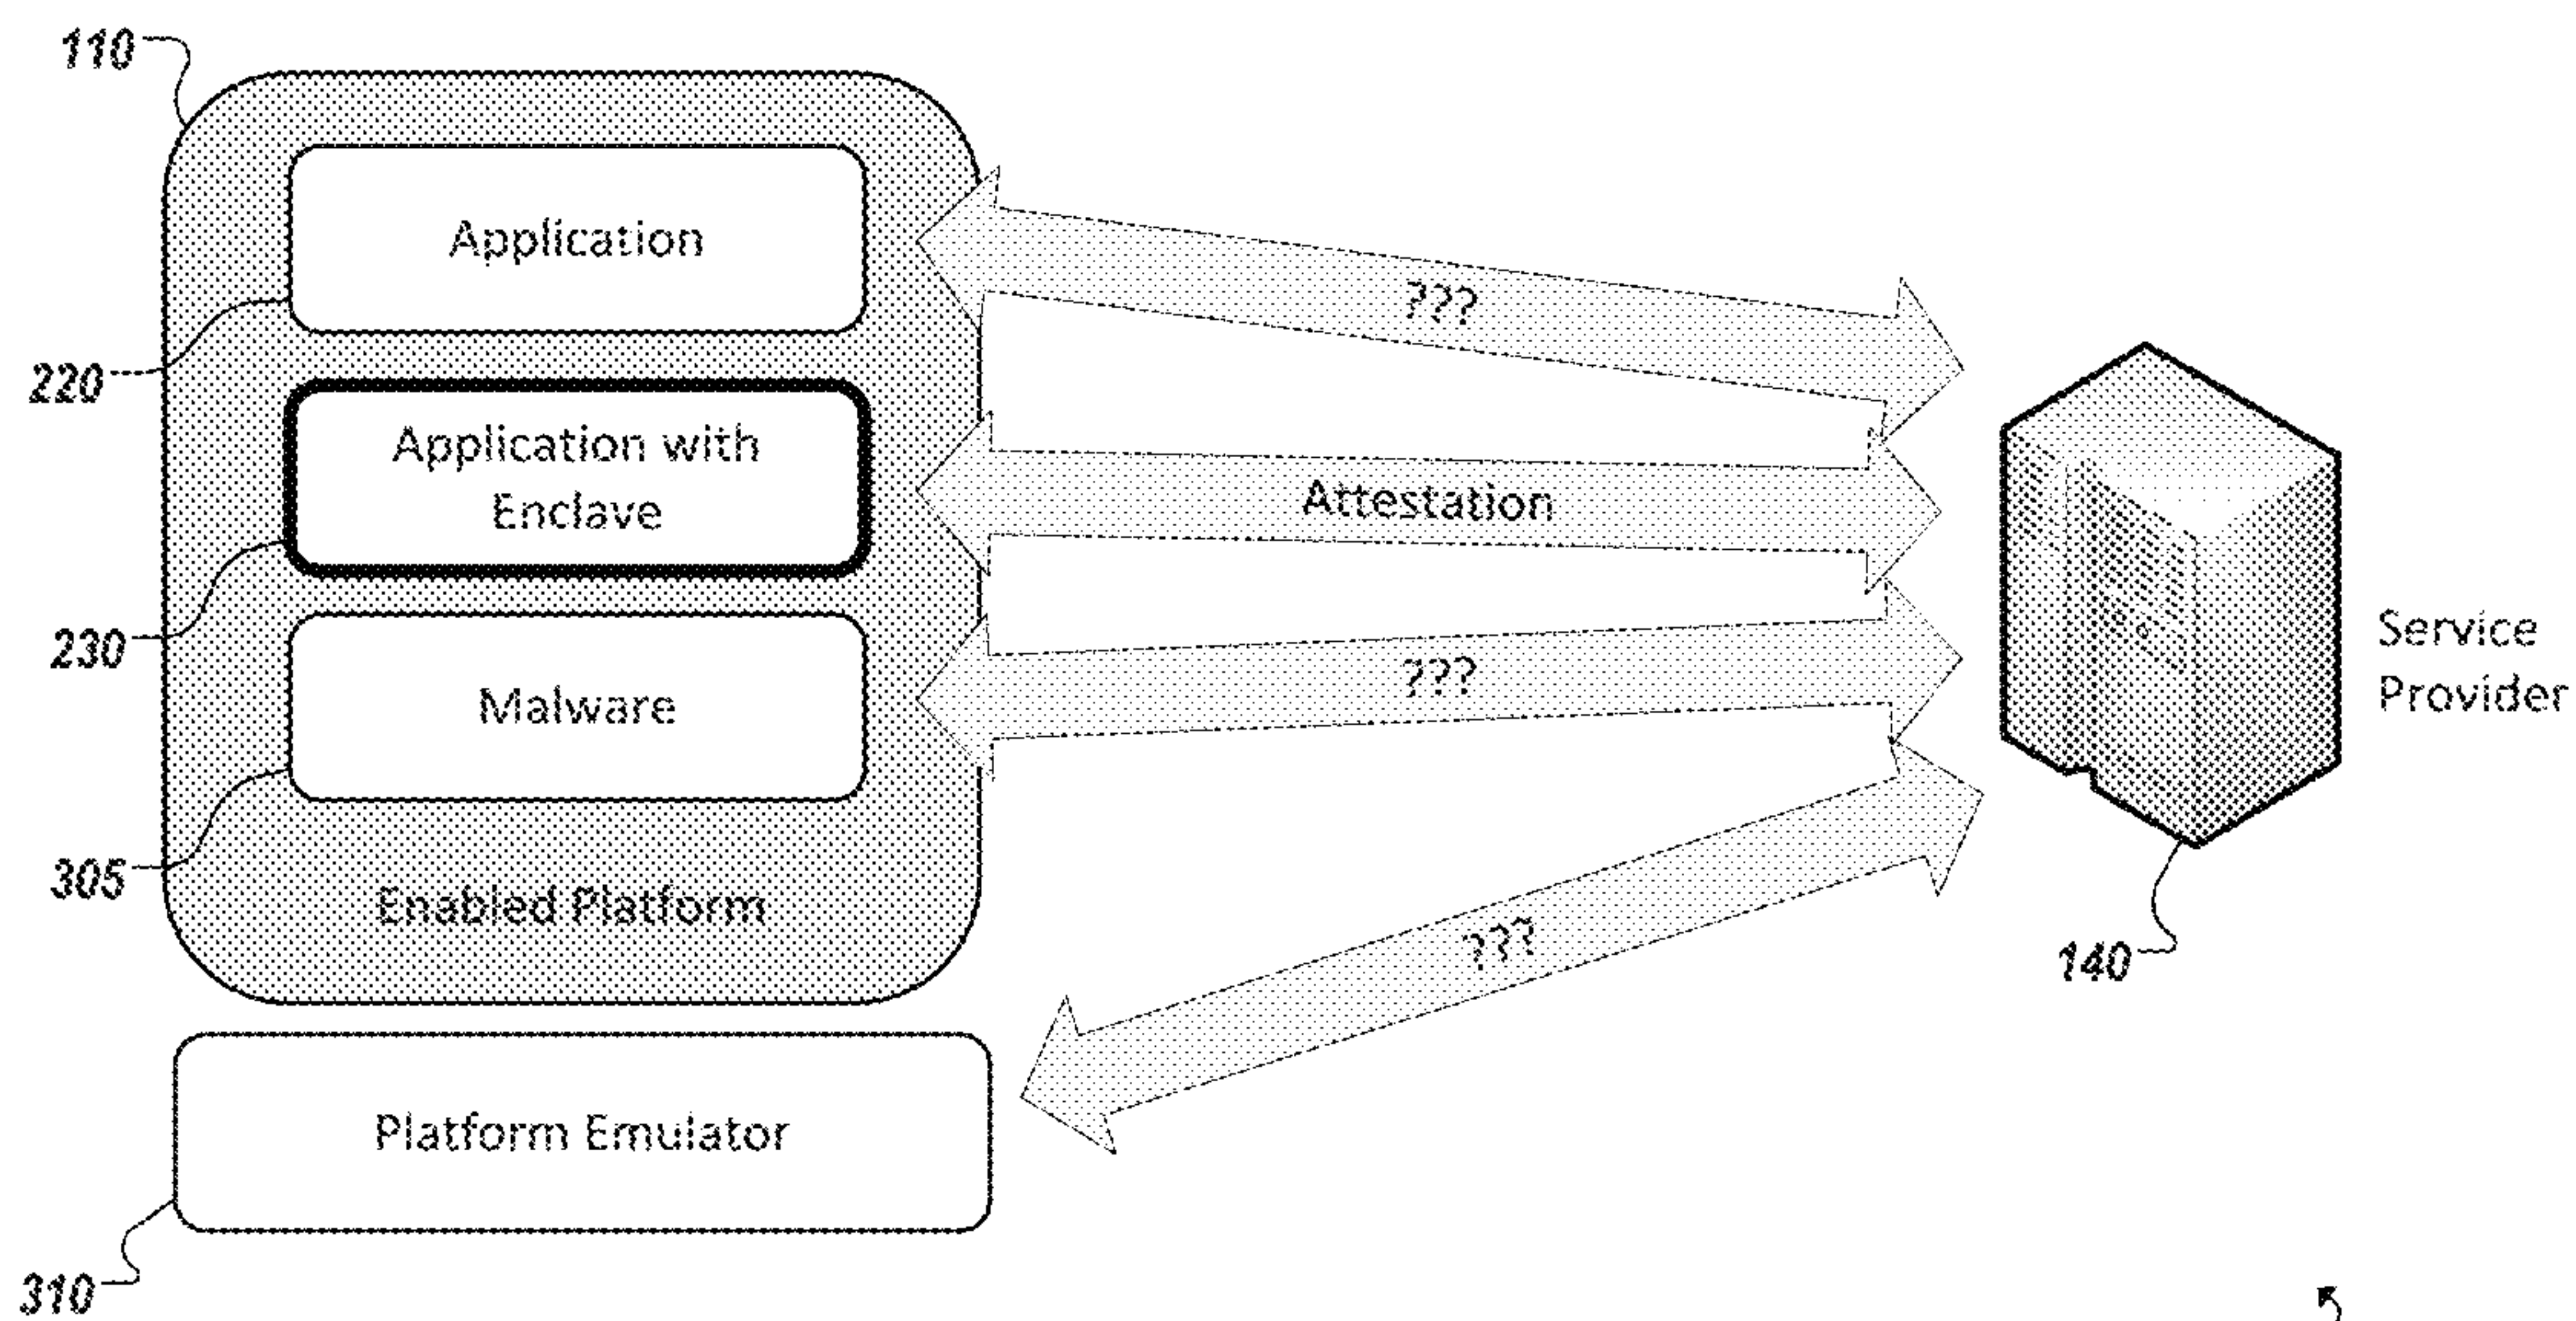 110
Application
???
220
Application with
Enclave
Attestation
230
Malware
???
Service
Provider
305
Enabled Platform
???
140
Platform Emulator
310